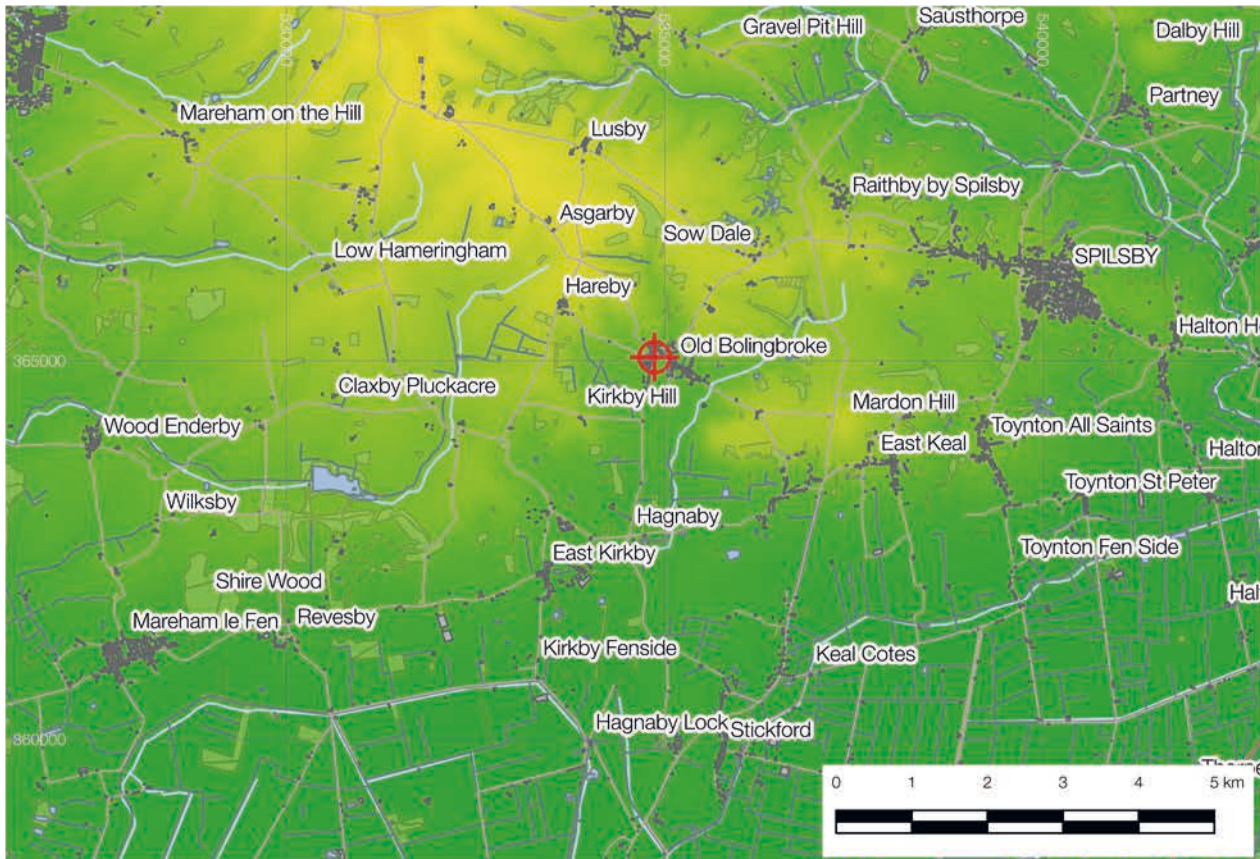 Gravel Pit Hill
Sausthorpe
Dalby Hill
Partney
Mareham on the Hill
Lusby
Raithby by Spilsby
Asgarby
Sow Dale
Low Hameringham
SPILSBY
Hareby
Halton H
365000
Old Bolingbroke
Claxby Pluckacre
Kirkby Hill
Mardon Hill
Wood Enderby
East Keal
Toynton All Saints
Halton
Wilksby
Toynton St Peter
Hagnaby
East Kirkby
Toynton Fen Side
Shire Wood
Hal
Mareham le Fen
Revesby
Kirkby Fenside
Keal Cotes
Hagnaby Lock
Stickford
360000
0 1 2 3 4 5 km